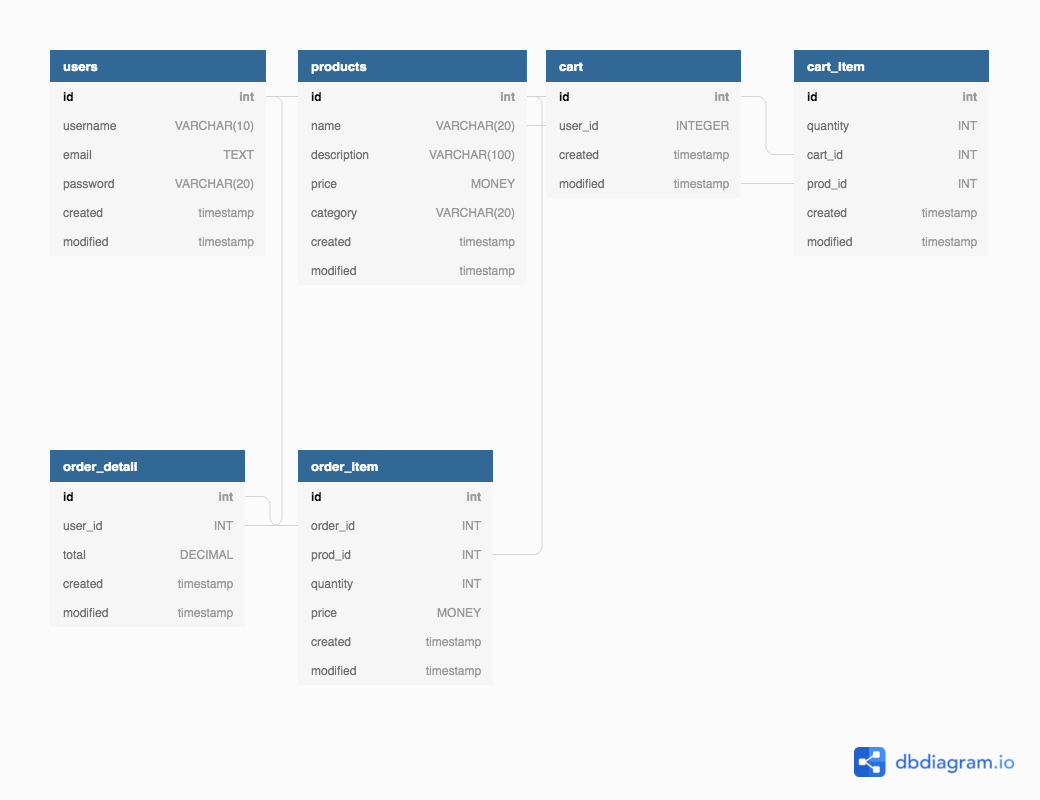 users
id int
username VARCHAR(10)
email TEXT
password VARCHAR(20)
created timestamp
modified timestamp
products
id int
name VARCHAR(20)
description VARCHAR(100)
price MONEY
category VARCHAR(20)
created timestamp
modified timestamp
cart
id int
user_id INTEGER
created timestamp
modified timestamp
cart_item
id int
quantity INT
cart_id INT
prod_id INT
created timestamp
modified timestamp
order_detail
id int
user_id INT
total DECIMAL
created timestamp
modified timestamp
order_item
id int
order_id INT
prod_id INT
quantity INT
price MONEY
created timestamp
modified timestamp
dbdiagram.io